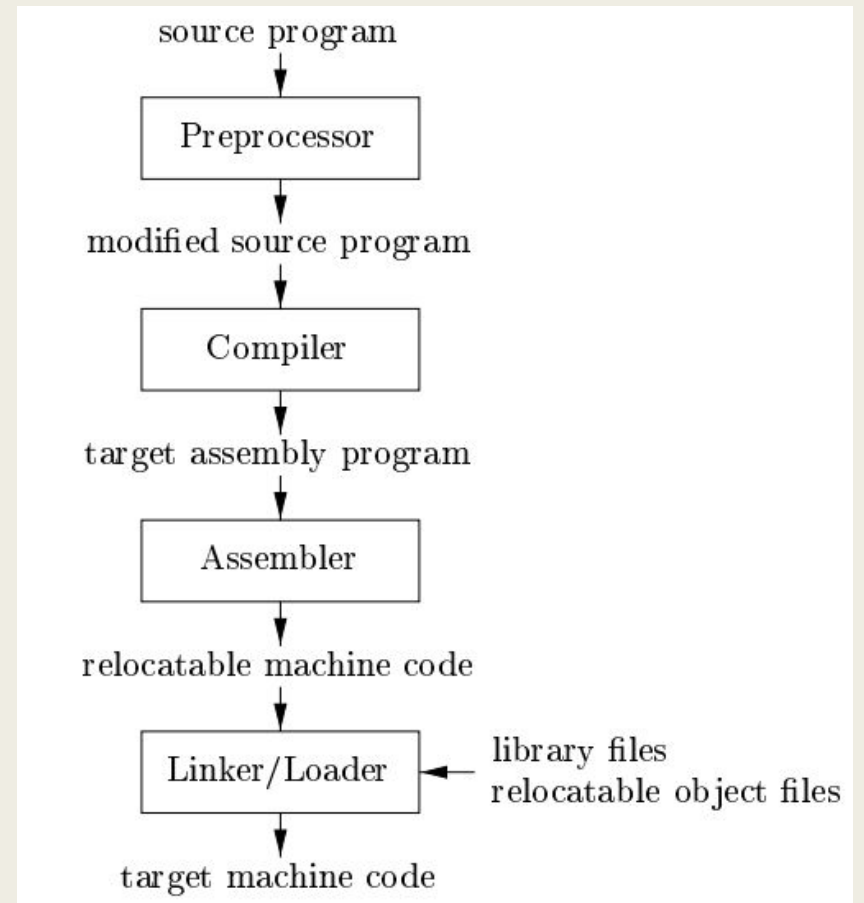 source program
Preprocessor
modified source program
Compiler
target assembly program
Assembler
relocatable machine code
Linker/Loader
library files
relocatable object files
target machine code